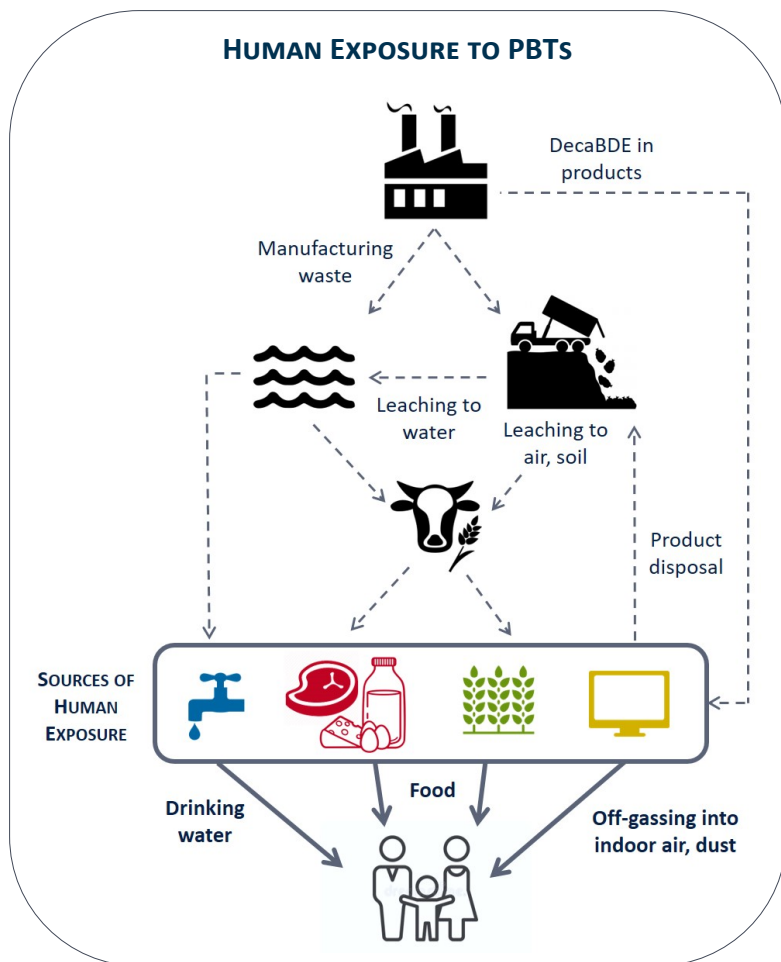 HUMAN EXPOSURE TO PBTS
DecaBDE in
products
Manufacturing
waste
Leaching to
water
Leaching to
air, soil
Product
disposal
SOURCES OF
HUMAN
EXPOSURE
Drinking
water
Food
Off-gassing into
indoor air, dust